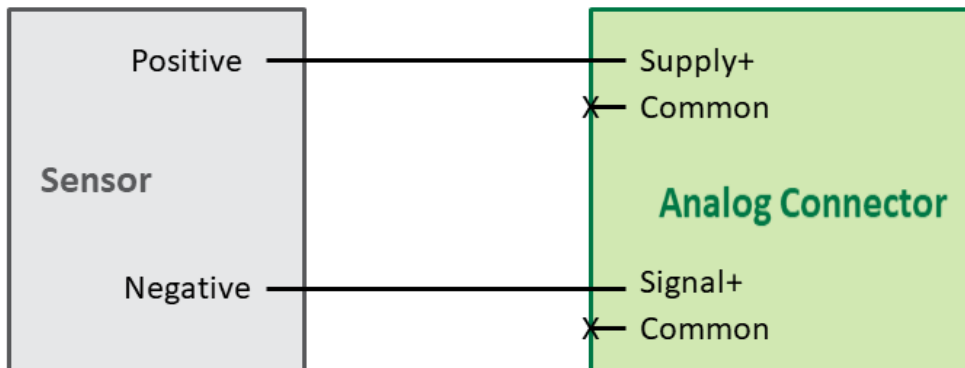 Positive
Supply+
Common
Sensor
Analog Connector
Negative
Signal+
Common